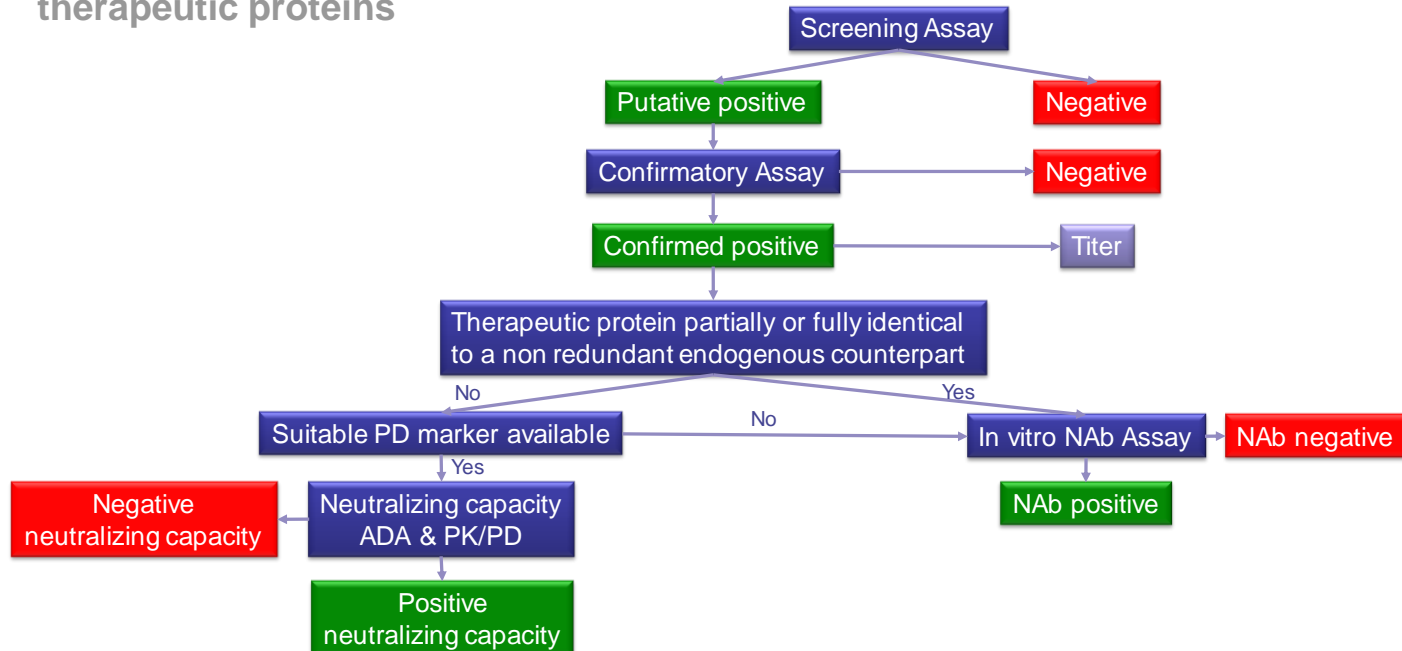 therapeutic proteins
Screening Assay
Putative positive
Negative
Confirmatory Assay
Negative
Confirmed positive
Titer
Therapeutic protein partially or fully identical
to a non redundant endogenous counterpart
No
Yes
Suitable PD marker available
No
In vitro NAb Assay
NAb negative
Yes
Negative
neutralizing capacity
Neutralizing capacity
ADA & PK/PD
NAb positive
Positive
neutralizing capacity